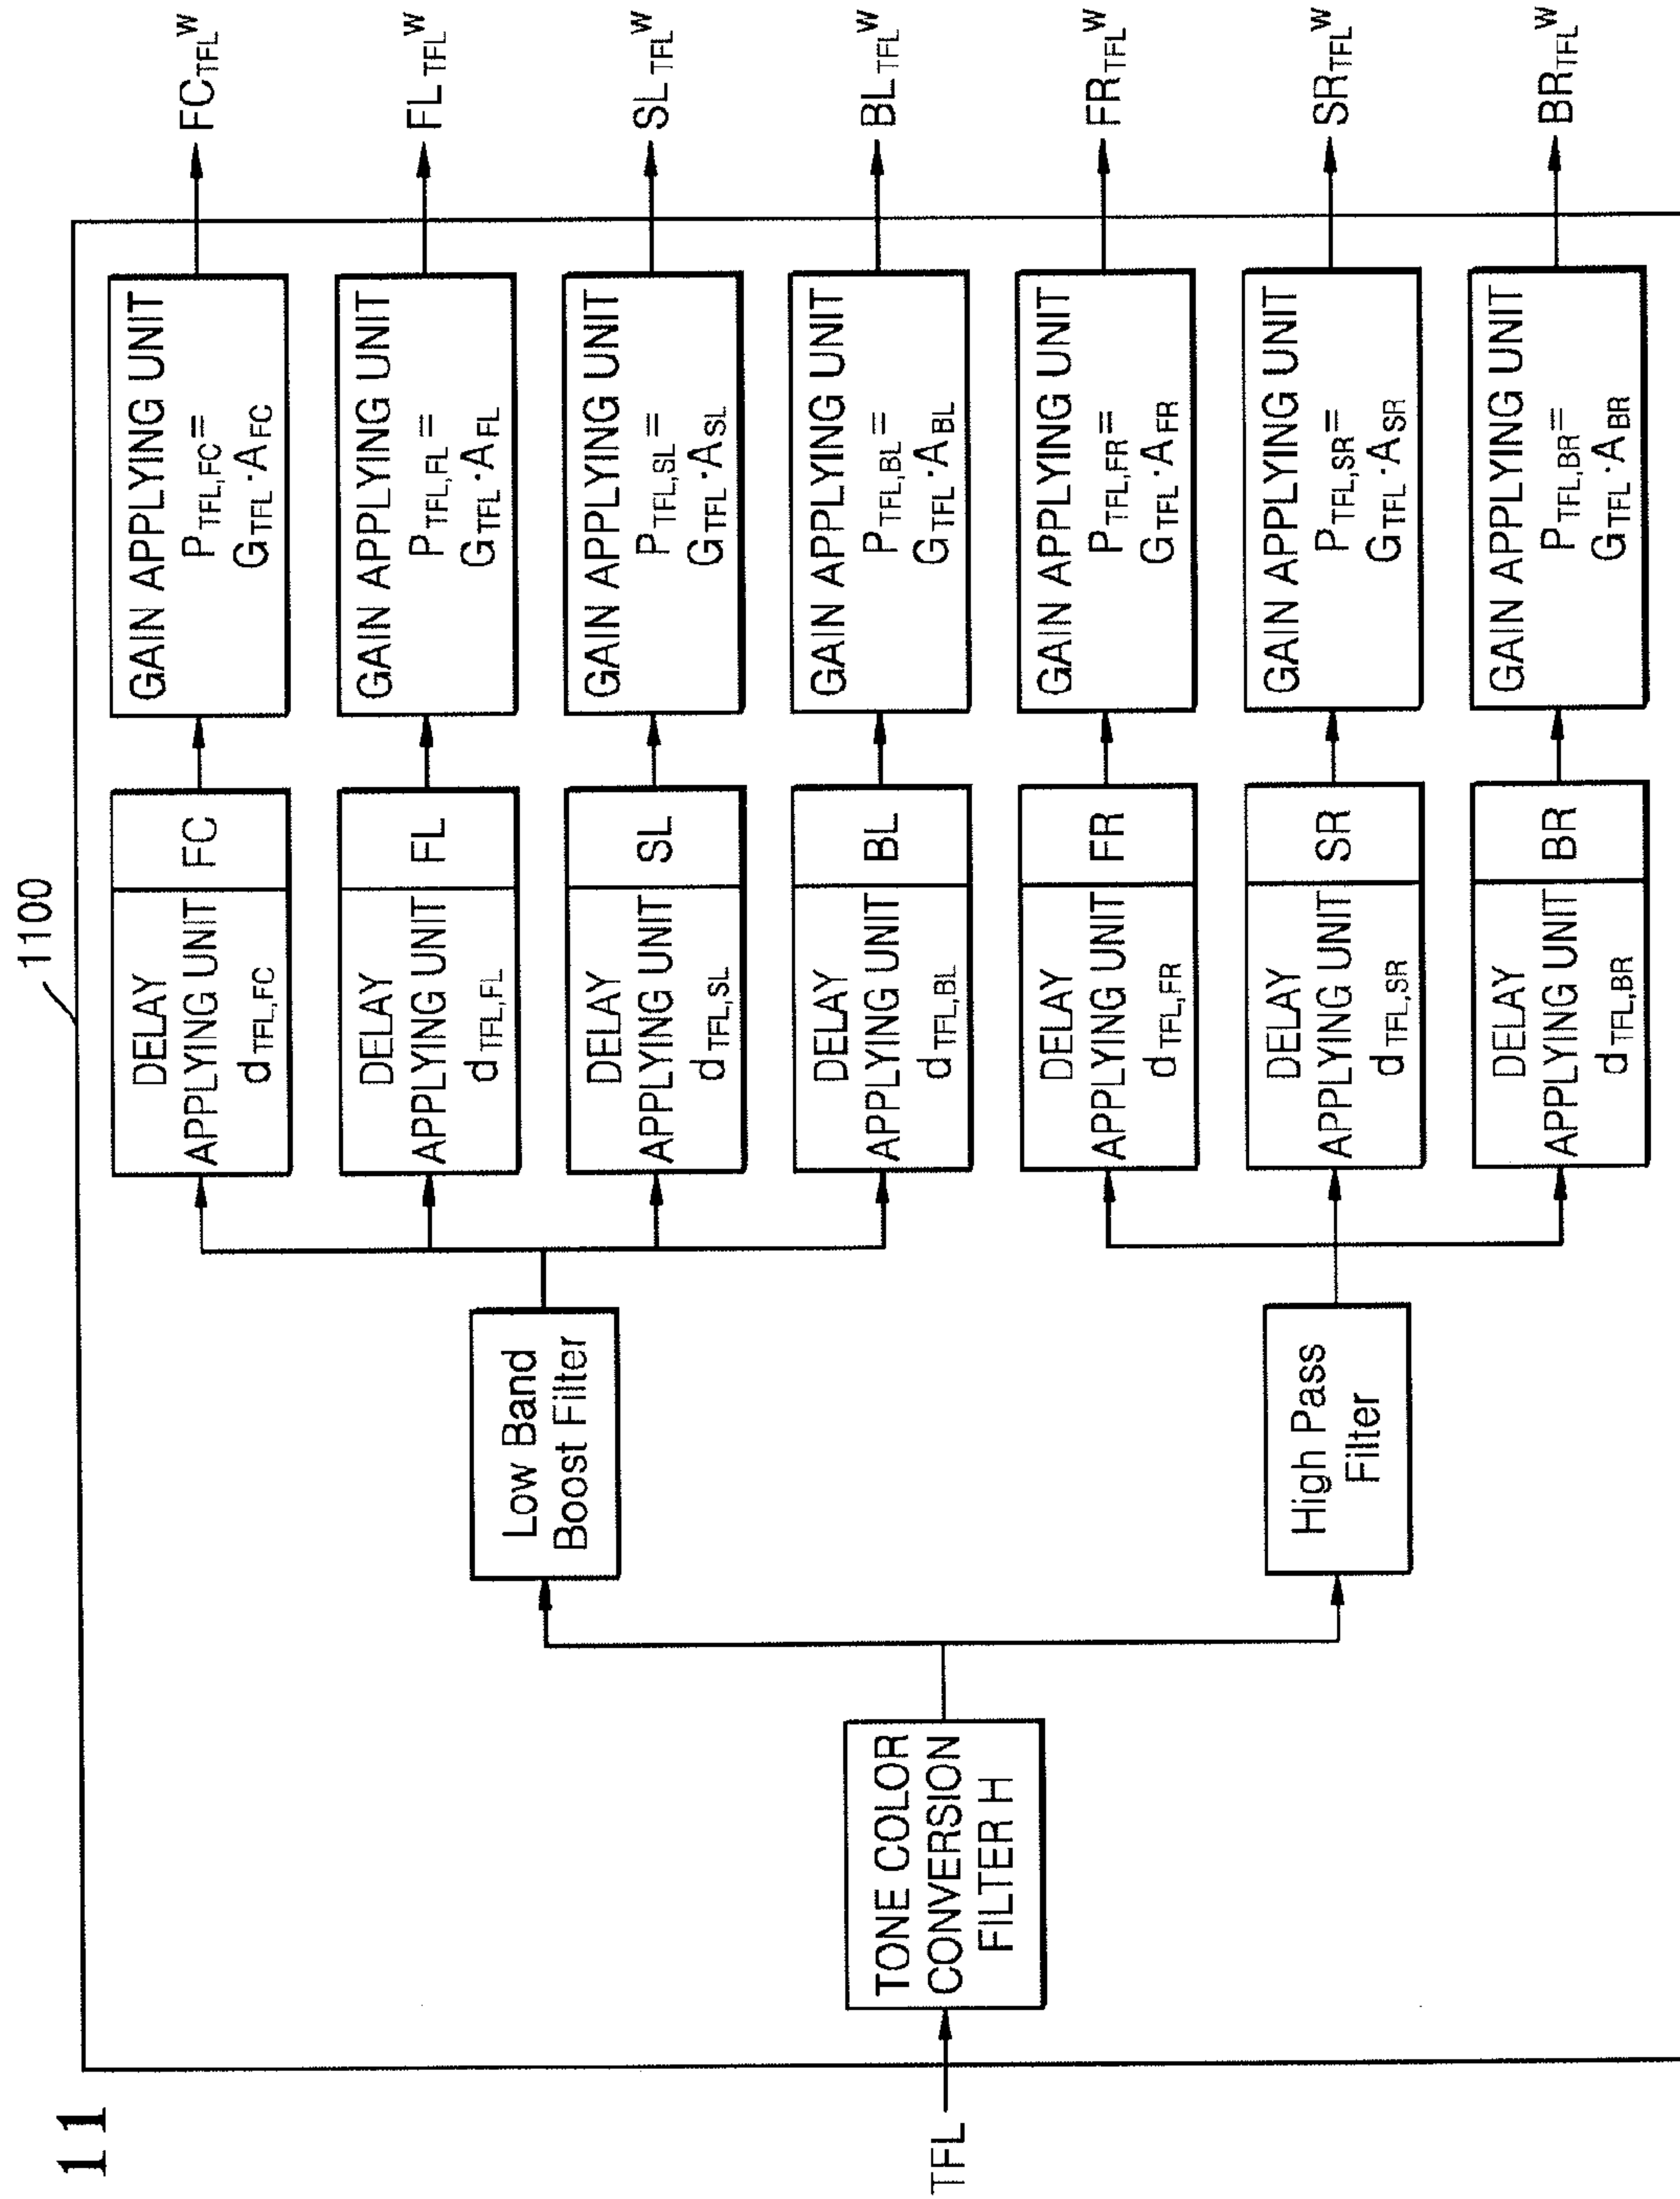 11
1100
TFL
TONE COLOR
CONVERSION
FILTER H
Low Band
Boost Filter
High Pass
Filter
DELAY
APPLYING UNIT
d TFL,FC
FC
GAIN APPLYING UNIT
P TFL,FC=
G TFL·A FC
FC TFL W
DELAY
APPLYING UNIT
d TFL,FL
FL
GAIN APPLYING UNIT
P TFL,FL=
G TFL·A FL
FL TFL W
DELAY
APPLYING UNIT
d TFL,SL
SL
GAIN APPLYING UNIT
P TFL,SL=
G TFL·A SL
SL TFL W
DELAY
APPLYING UNIT
d TFL,BL
BL
GAIN APPLYING UNIT
P TFL,BL=
G TFL·A BL
BL TFL W
DELAY
APPLYING UNIT
d TFL,FR
FR
GAIN APPLYING UNIT
P TFL,FR=
G TFL·A FR
FR TFL W
DELAY
APPLYING UNIT
d TFL,SR
SR
GAIN APPLYING UNIT
P TFL,SR=
G TFL·A SR
SR TFL W
DELAY
APPLYING UNIT
d TFL,BR
BR
GAIN APPLYING UNIT
P TFL,BR=
G TFL·A BR
BR TFL W